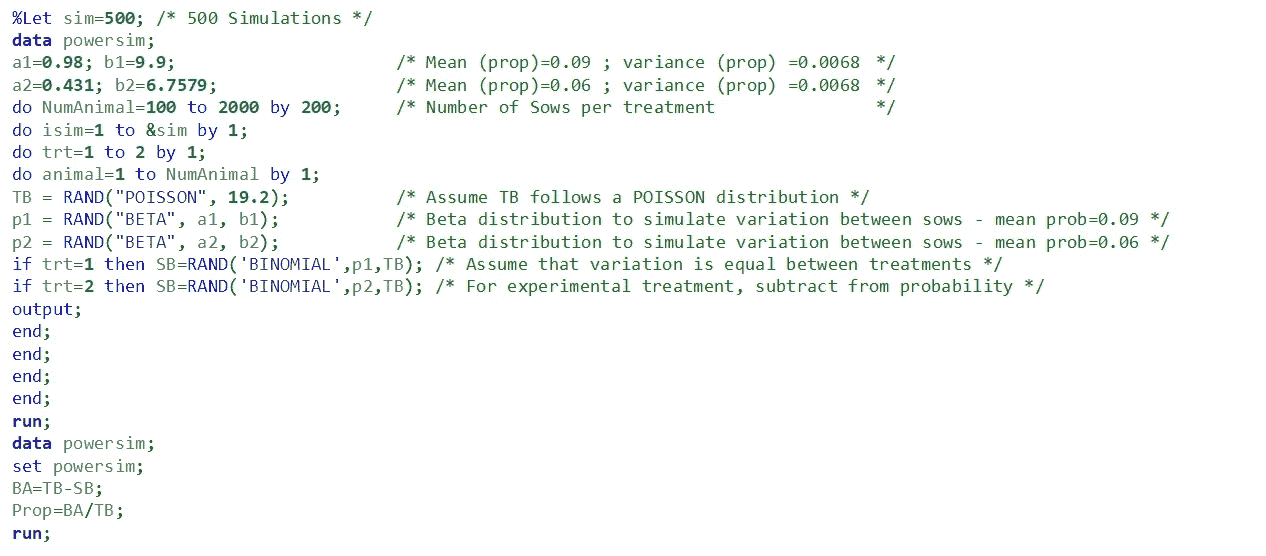 %Let sim=500; /* 500 Simulations */
data powersim;
a1=0.98; b1=9.9; /* Mean (prop)=0.09 ; variance (prop) =0.0068 */
a2=0.431; b2=6.7579; /* Mean (prop)=0.06 ; variance (prop) =0.0068 */
do NumAnimal=100 to 2000 by 200; /* Number of Sows per treatment */
do isim=1 to &sim by 1;
do trt=1 to 2 by 1;
do animal=1 to NumAnimal by 1;
TB = RAND("POISSON", 19.2); /* Assume TB follows a POISSON distribution */
p1 = RAND("BETA", a1, b1); /* Beta distribution to simulate variation between sows - mean prob=0.09 */
p2 = RAND("BETA", a2, b2); /* Beta distribution to simulate variation between sows - mean prob=0.06 */
if trt=1 then SB=RAND('BINOMIAL',p1,TB); /* Assume that variation is equal between treatments */
if trt=2 then SB=RAND('BINOMIAL',p2,TB); /* For experimental treatment, subtract from probability */
output;
end;
end;
end;
end;
run;
data powersim;
set powersim;
BA=TB-SB;
Prop=BA/TB;
run;